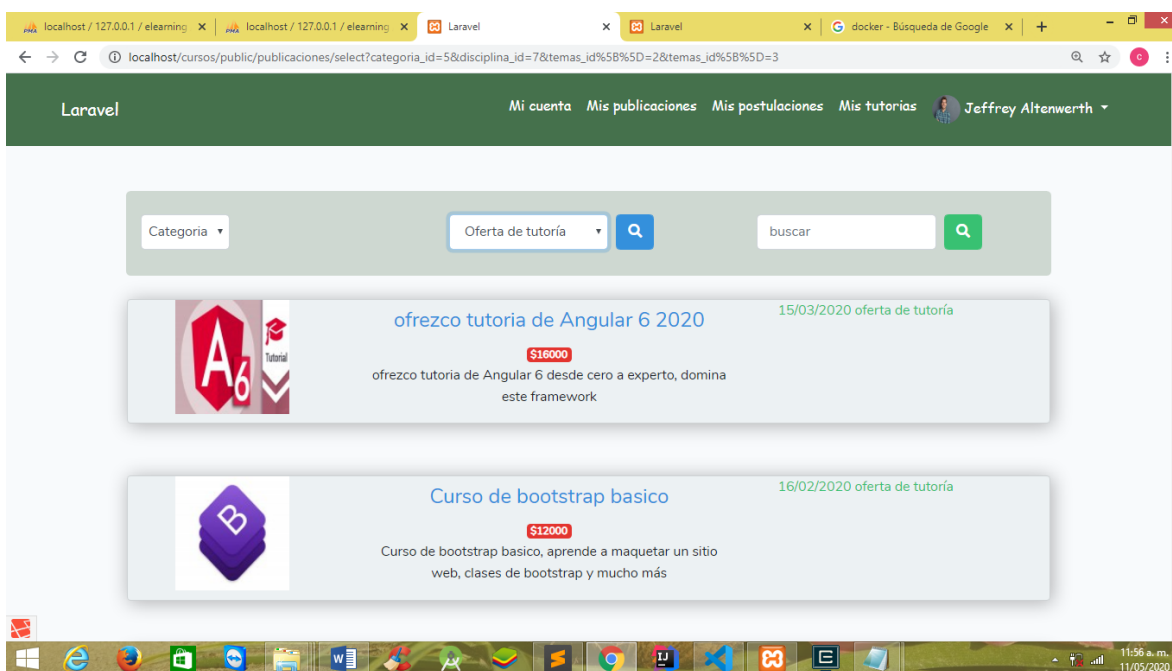 localhost / 127.0.0.1 / elearning
localhost / 127.0.0.1 / elearning
Laravel
Laravel
docker - Búsqueda de Google
localhost/cursos/public/publicaciones/select?categoria_id=5&disciplina_id=7&temas_id%5B%5D=2&temas_id%5B%5D=3
c
Laravel
Mi cuenta Mis publicaciones Mis postulaciones Mis tutorias Jeffrey Altenwerth
Categoria
Oferta de tutoría
buscar
A6
Tutorial
ofrezco tutoria de Angular 6 2020
$16000
ofrezco tutoria de Angular 6 desde cero a experto, domina
este framework
15/03/2020 oferta de tutoría
B
Curso de bootstrap basico
$12000
Curso de bootstrap basico, aprende a maquetar un sitio
web, clases de bootstrap y mucho más
16/02/2020 oferta de tutoría
11:56 a. m.
11/05/2020